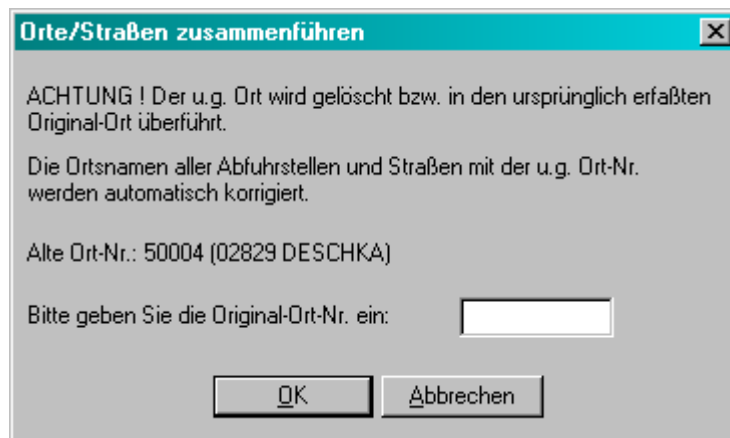 Orte/Straßen zusammenführen
ACHTUNG ! Der u.g. Ort wird gelöscht bzw. in den ursprünglich erfaßten
Original-Ort überführt.
Die Ortsnamen aller Abfuhrstellen und Straßen mit der u.g. Ort-Nr.
werden automatisch korrigiert.
Alte Ort-Nr.: 50004 (02829 DESCHKA)
Bitte geben Sie die Original-Ort-Nr. ein:
OK Abbrechen